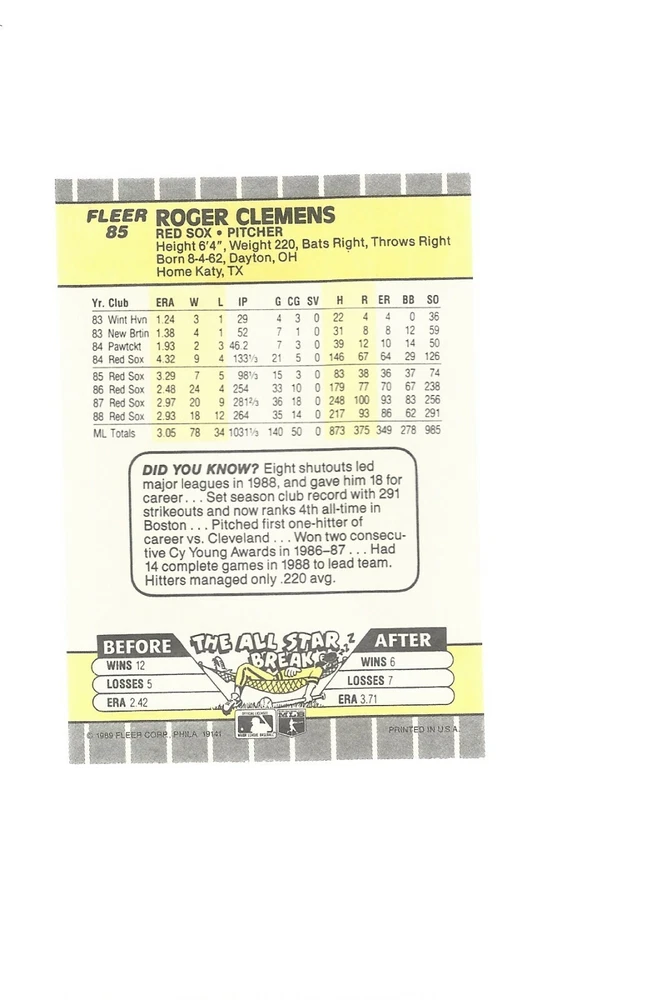 FLEER ROGER CLEMENS
85 RED SOX • PITCHER
Height 6'4", Weight 220, Bats Right, Throws Right
Born 8-4-62, Dayton, OH
Home Katy, TX
Yr. Club ERA W L IP G CG SV H R ER BB SO
83 Wint Hvn 1.24 3 1 29 4 3 0 22 4 4 0 36
83 New Brtin 1.38 4 1 52 7 1 0 31 8 8 12 59
84 Pawtckt 1.93 2 3 46.2 7 3 0 39 12 10 14 50
84 Red Sox 4.32 9 4 133⅓ 21 5 0 146 67 64 29 126
85 Red Sox 3.29 7 5 98⅓ 15 3 0 83 38 36 37 74
86 Red Sox 2.48 24 4 254 33 10 0 179 77 70 67 238
87 Red Sox 2.97 20 9 281⅔ 36 18 0 248 100 93 83 256
88 Red Sox 2.93 18 12 264 35 14 0 217 93 86 62 291
ML Totals 3.05 78 34 1031⅓ 140 50 0 873 375 349 278 985
DID YOU KNOW? Eight shutouts led
major leagues in 1988, and gave him 18 for
career... Set season club record with 291
strikeouts and now ranks 4th all-time in
Boston ... Pitched first one-hitter of
career vs. Cleveland ... Won two consecu-
tive Cy Young Awards in 1986–87 ... Had
14 complete games in 1988 to lead team.
Hitters managed only .220 avg.
BEFORE THE ALL STAR BREAK AFTER
WINS 12 WINS 6
LOSSES 5 LOSSES 7
ERA 2.42 ERA 3.71
© 1989 FLEER CORP., PHILA. 19141 MLB PRINTED IN U.S.A.